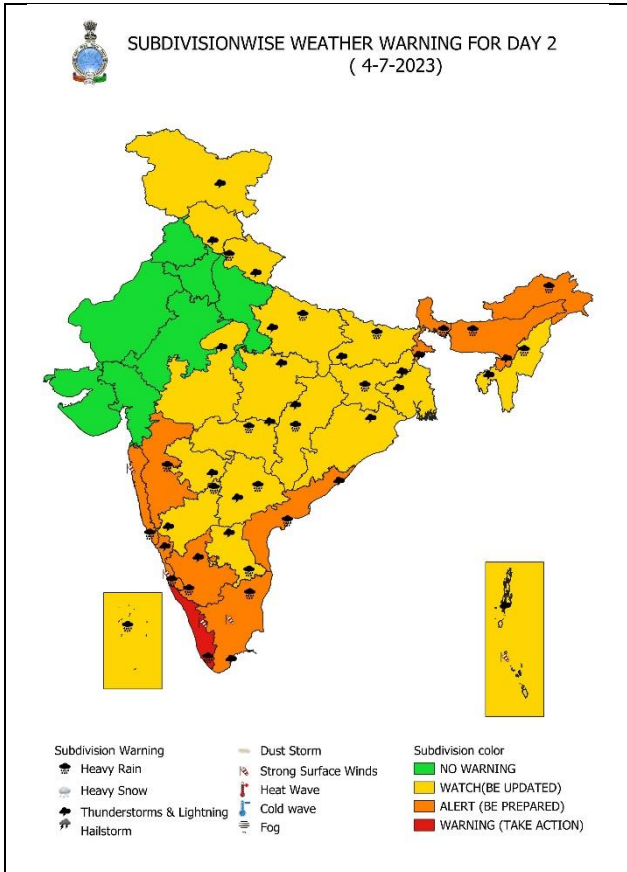 SUBDIVISIONWISE WEATHER WARNING FOR DAY 2
( 4-7-2023)
Subdivision Warning
Heavy Rain
Heavy Snow
Thunderstorms & Lightning
Hailstorm
Dust Storm
Strong Surface Winds
Heat Wave
Cold wave
Fog
Subdivision color
NO WARNING
WATCH(BE UPDATED)
ALERT (BE PREPARED)
WARNING (TAKE ACTION)